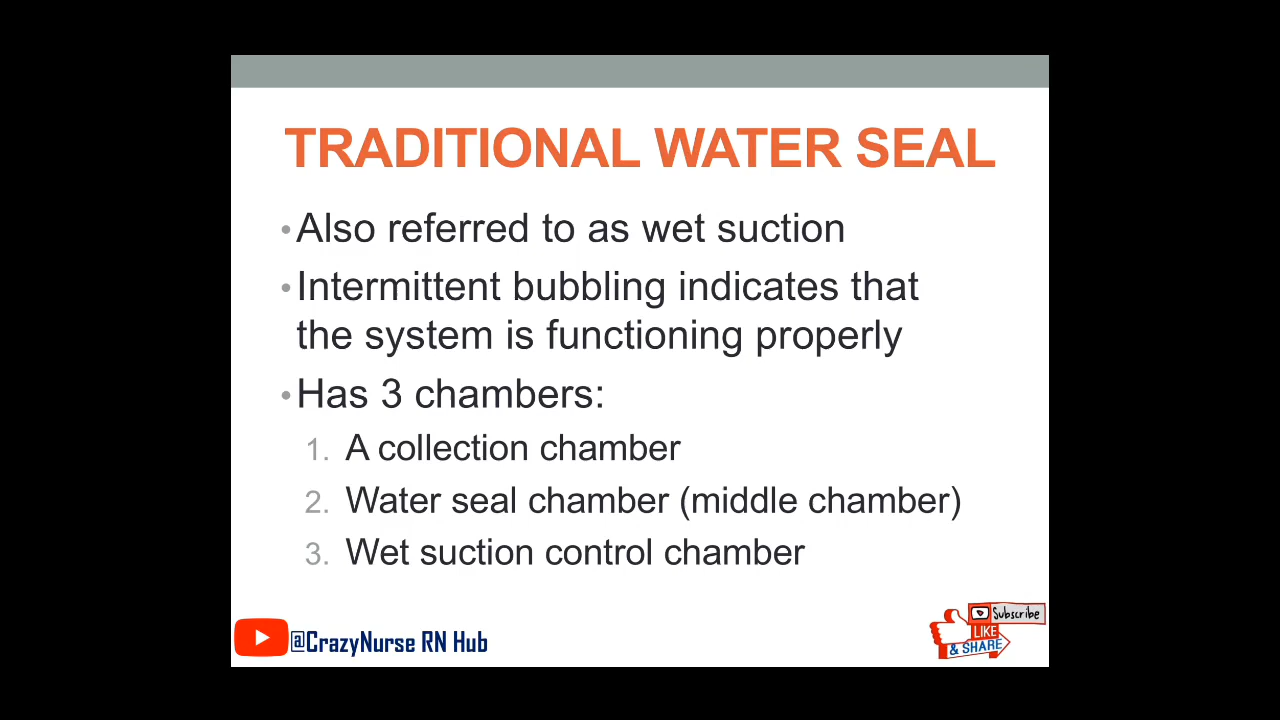 TRADITIONAL WATER SEAL
•Also referred to as wet suction
•Intermittent bubbling indicates that
the system is functioning properly
•Has 3 chambers:
1. A collection chamber
2. Water seal chamber (middle chamber)
3. Wet suction control chamber
@CrazyNurse RN Hub
Subscribe
LIKE
& SHARE